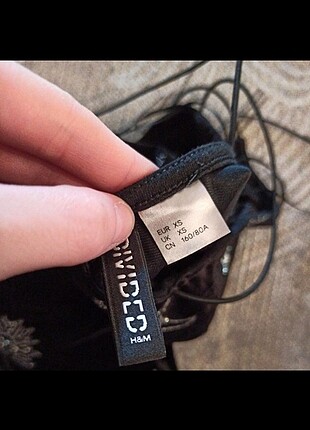 EUR XS
UK XS
CN 160/80A
DIVIDED
H&M